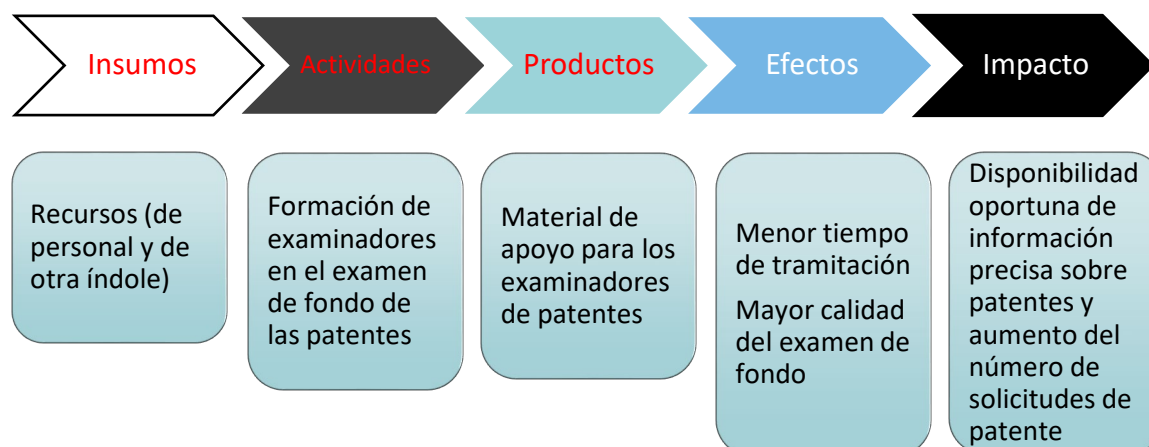 Insumos
Actividades
Productos
Efectos
Impacto
Recursos (de
personal y de
otra índole)
Formación de
examinadores
en el examen
de fondo de
las patentes
Material de
apoyo para los
examinadores
de patentes
Menor tiempo
de tramitación
Mayor calidad
del examen de
fondo
Disponibilidad
oportuna de
información
precisa sobre
patentes y
aumento del
número de
solicitudes de
patente